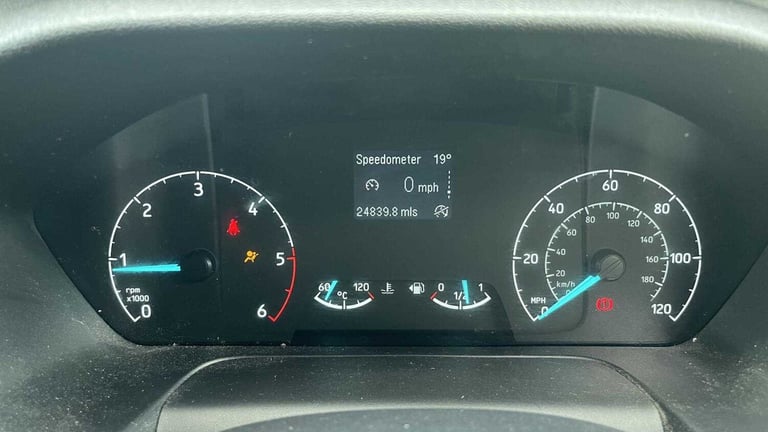 Speedometer 19°
0 mph
24839.8 mls
0 1 2 3 4 5 6
rpm
x1000
60 120
°C
0 1/2 1
0 20 40 60 80 100 120
MPH
20 40 60 80 100 120 140 160 180
km/h